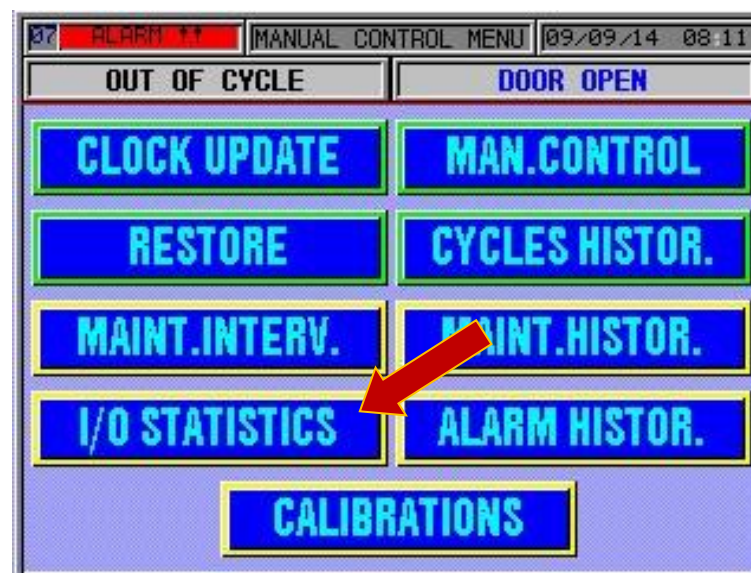 07 ALARM !! MANUAL CONTROL MENU 09/09/14 08:11
OUT OF CYCLE DOOR OPEN
CLOCK UPDATE MAN.CONTROL
RESTORE CYCLES HISTOR.
MAINT.INTERV. MAINT.HISTOR.
I/O STATISTICS ALARM HISTOR.
CALIBRATIONS